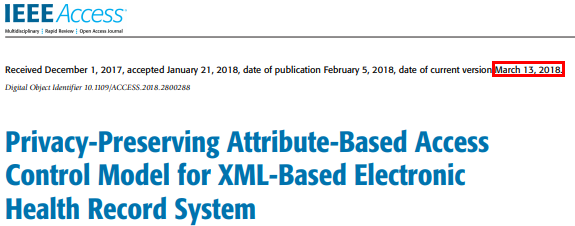 IEEE Access
Multidisciplinary | Rapid Review | Open Access Journal
Received December 1, 2017, accepted January 21, 2018, date of publication February 5, 2018, date of current version March 13, 2018.
Digital Object Identifier 10.1109/ACCESS.2018.2800288
Privacy-Preserving Attribute-Based Access
Control Model for XML-Based Electronic
Health Record System